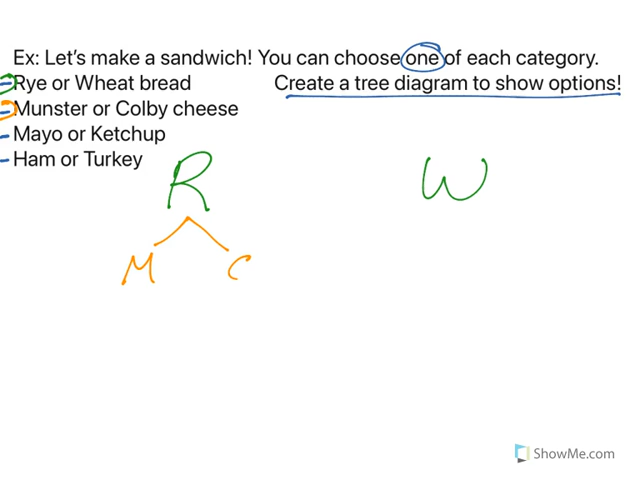 Ex: Let's make a sandwich! You can choose one of each category.
Rye or Wheat bread Create a tree diagram to show options!
Munster or Colby cheese
Mayo or Ketchup
Ham or Turkey
R W
M C
ShowMe.com